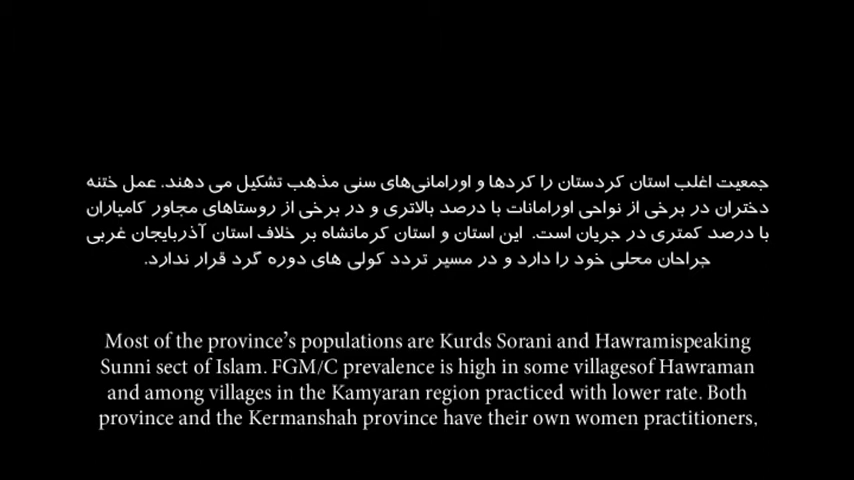 جمعیت اغلب استان کردستان را کردها و اورامانی‌های سنی مذهب تشکیل می دهند. عمل ختنه
دختران در برخی از نواحی اورامانات با درصد بالاتری و در برخی از روستاهای مجاور کامیاران
با درصد کمتری در جریان است. این استان و استان کرمانشاه بر خلاف استان آذربایجان غربی
جراحان محلی خود را دارد و در مسیر تردد کولی های دوره گرد قرار ندارد.
Most of the province’s populations are Kurds Sorani and Hawramispeaking
Sunni sect of Islam. FGM/C prevalence is high in some villagesof Hawraman
and among villages in the Kamyaran region practiced with lower rate. Both
province and the Kermanshah province have their own women practitioners,